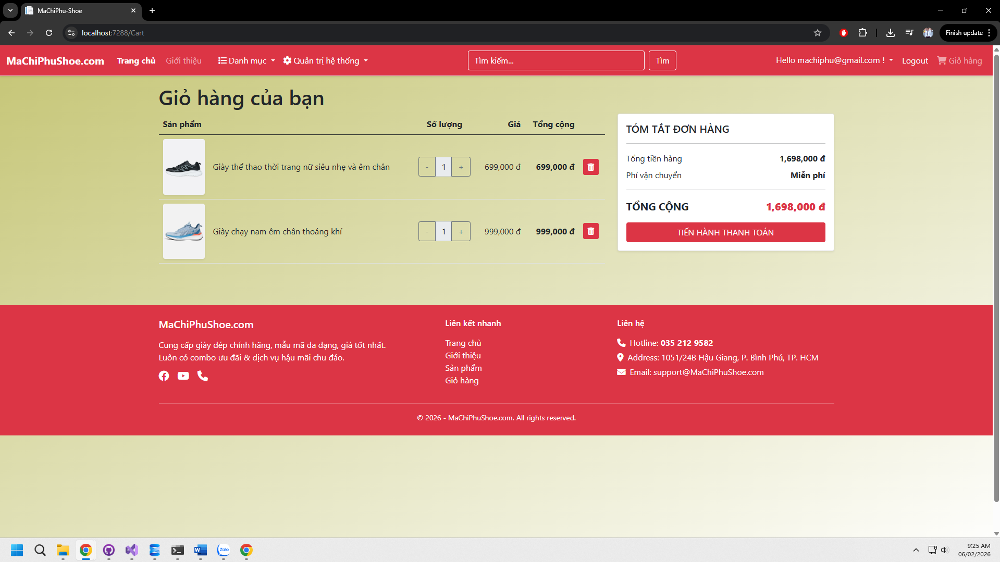 MaChiPhu-Shoe
localhost:7288/Cart
Finish update
MaChiPhuShoe.com
Trang chủ
Giới thiệu
Danh mục
Quản trị hệ thống
Tìm kiếm...
Tìm
Hello machiphu@gmail.com !
Logout
Giỏ hàng
Giỏ hàng của bạn
Sản phẩm Số lượng Giá Tổng cộng
Giày thể thao thời trang nữ siêu nhẹ và êm chân - 1 + 699,000 đ 699,000 đ
Giày chạy nam êm chân thoáng khí - 1 + 999,000 đ 999,000 đ
TÓM TẮT ĐƠN HÀNG
Tổng tiền hàng 1,698,000 đ
Phí vận chuyển Miễn phí
TỔNG CỘNG 1,698,000 đ
TIẾN HÀNH THANH TOÁN
MaChiPhuShoe.com
Cung cấp giày dép chính hãng, mẫu mã đa dạng, giá tốt nhất.
Luôn có combo ưu đãi & dịch vụ hậu mãi chu đáo.
Liên kết nhanh
Trang chủ
Giới thiệu
Sản phẩm
Giỏ hàng
Liên hệ
Hotline: 035 212 9582
Address: 1051/24B Hậu Giang, P. Bình Phú, TP. HCM
Email: support@MaChiPhuShoe.com
© 2026 - MaChiPhuShoe.com. All rights reserved.
Zalo
9:25 AM
06/02/2026